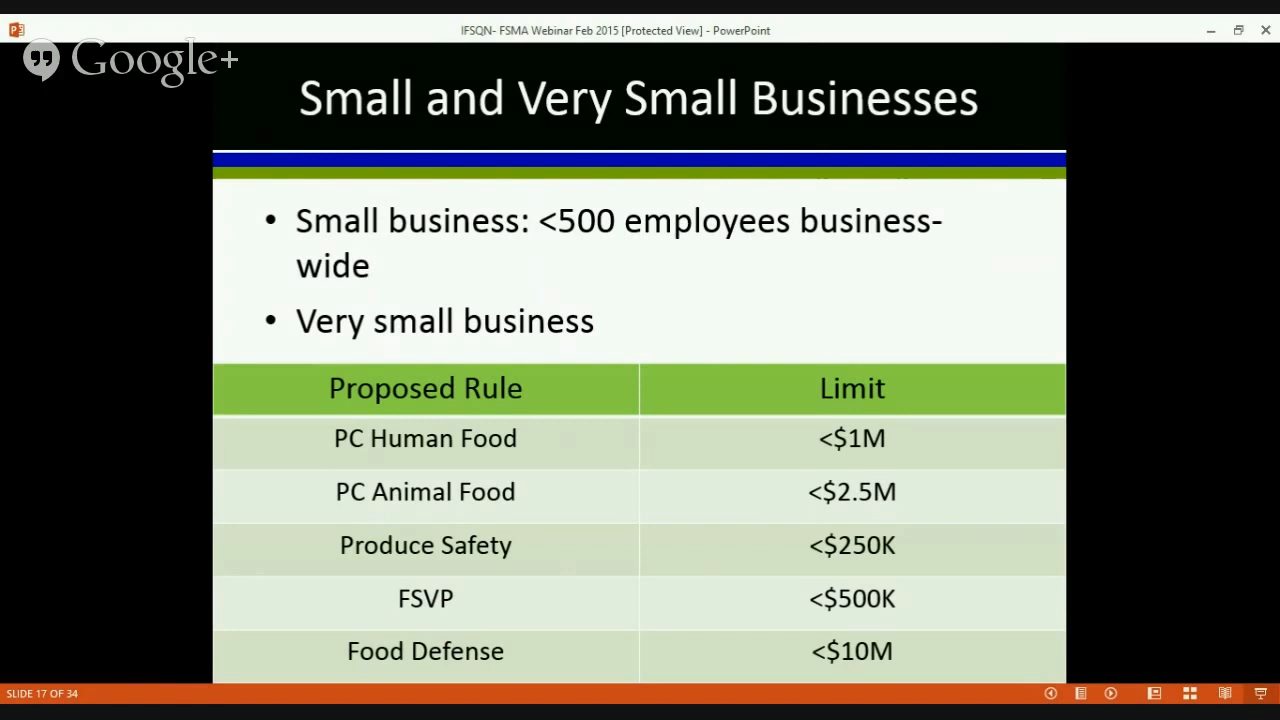 IFSQN- FSMA Webinar Feb 2015 [Protected View] - PowerPoint
Google+
Small and Very Small Businesses
• Small business: <500 employees business-
wide
• Very small business
Proposed Rule Limit
PC Human Food <$1M
PC Animal Food <$2.5M
Produce Safety <$250K
FSVP <$500K
Food Defense <$10M
SLIDE 17 OF 34